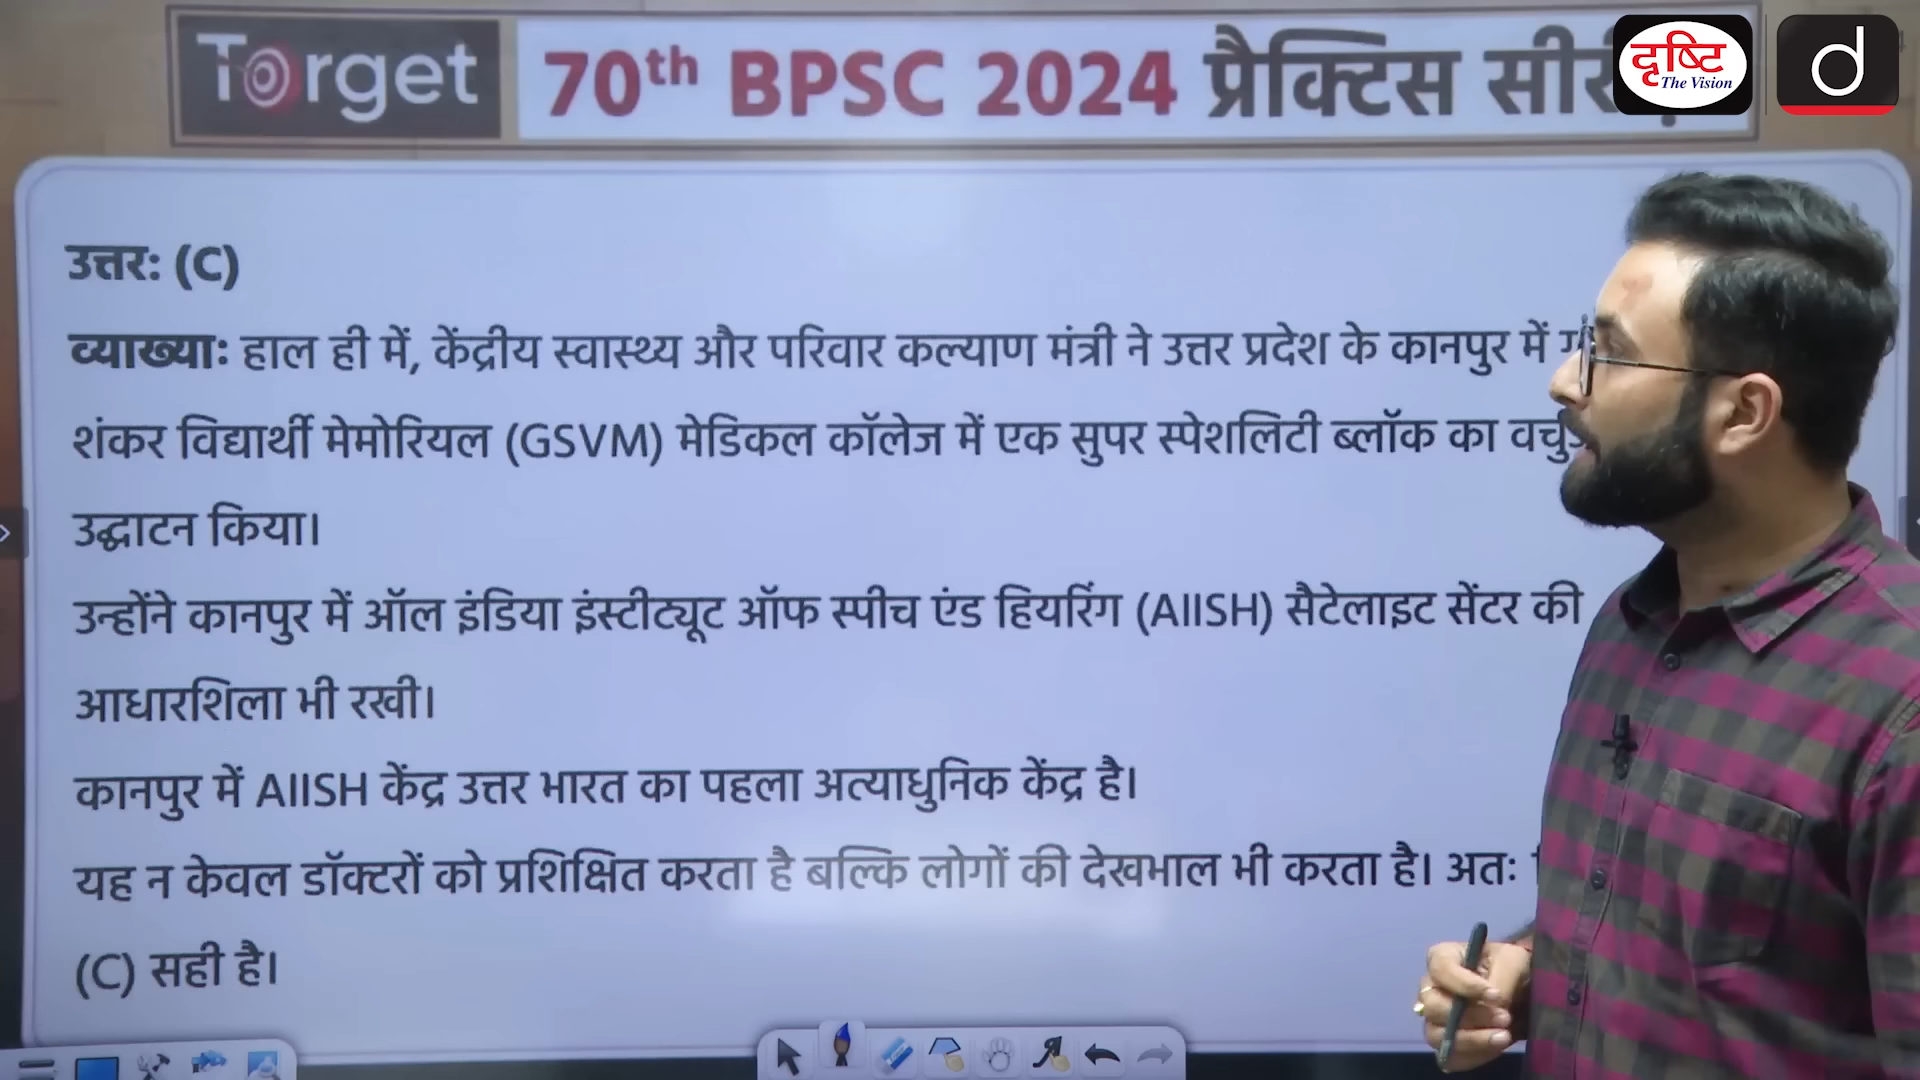 Target
70th BPSC 2024 प्रैक्टिस
दृष्टि
The Vision
d
उत्तर: (C)
व्याख्या: हाल ही में, केंद्रीय स्वास्थ्य और परिवार कल्याण मंत्री ने उत्तर प्रदेश के कानपुर में
शंकर विद्यार्थी मेमोरियल (GSVM) मेडिकल कॉलेज में एक सुपर स्पेशलिटी ब्लॉक का
उद्घाटन किया।
उन्होंने कानपुर में ऑल इंडिया इंस्टीट्यूट ऑफ स्पीच एंड हियरिंग (AIISH) सैटेलाइट सेंटर की
आधारशिला भी रखी।
कानपुर में AIISH केंद्र उत्तर भारत का पहला अत्याधुनिक केंद्र है।
यह न केवल डॉक्टरों को प्रशिक्षित करता है बल्कि लोगों की देखभाल भी करता है। अतः
(C) सही है।